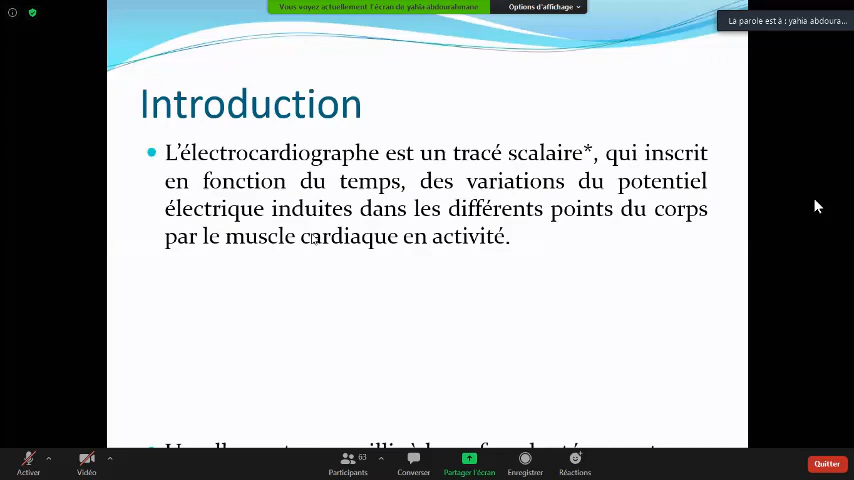 Vous voyez actuellement l'écran de yahia abdourahmane
Options d'affichage
La parole est à : yahia abdoura...
Introduction
L'électrocardiographe est un tracé scalaire*, qui inscrit
en fonction du temps, des variations du potentiel
électrique induites dans les différents points du corps
par le muscle cardiaque en activité.
Activer
Vidéo
63
Participants
Converser
Partager l'écran
Enregistrer
Réactions
Quitter